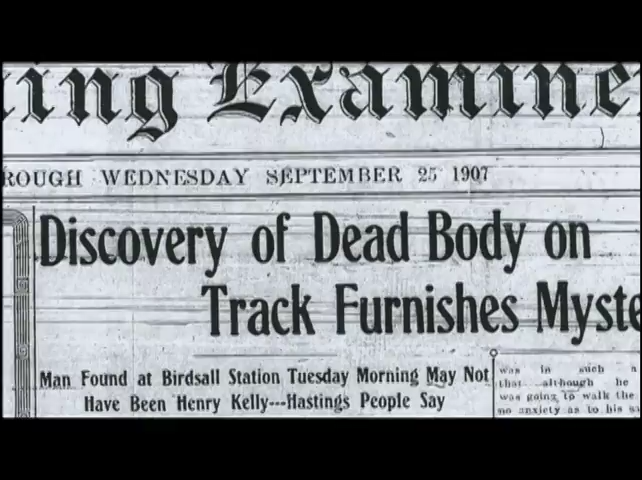 ing Examine
ROUGH WEDNESDAY SEPTEMBER 25 1907
Discovery of Dead Body on
Track Furnishes Myste
Man Found at Birdsall Station Tuesday Morning May Not
Have Been Henry Kelly---Hastings People Say
was in such a
that although he
was going to walk the
no anxiety as to his